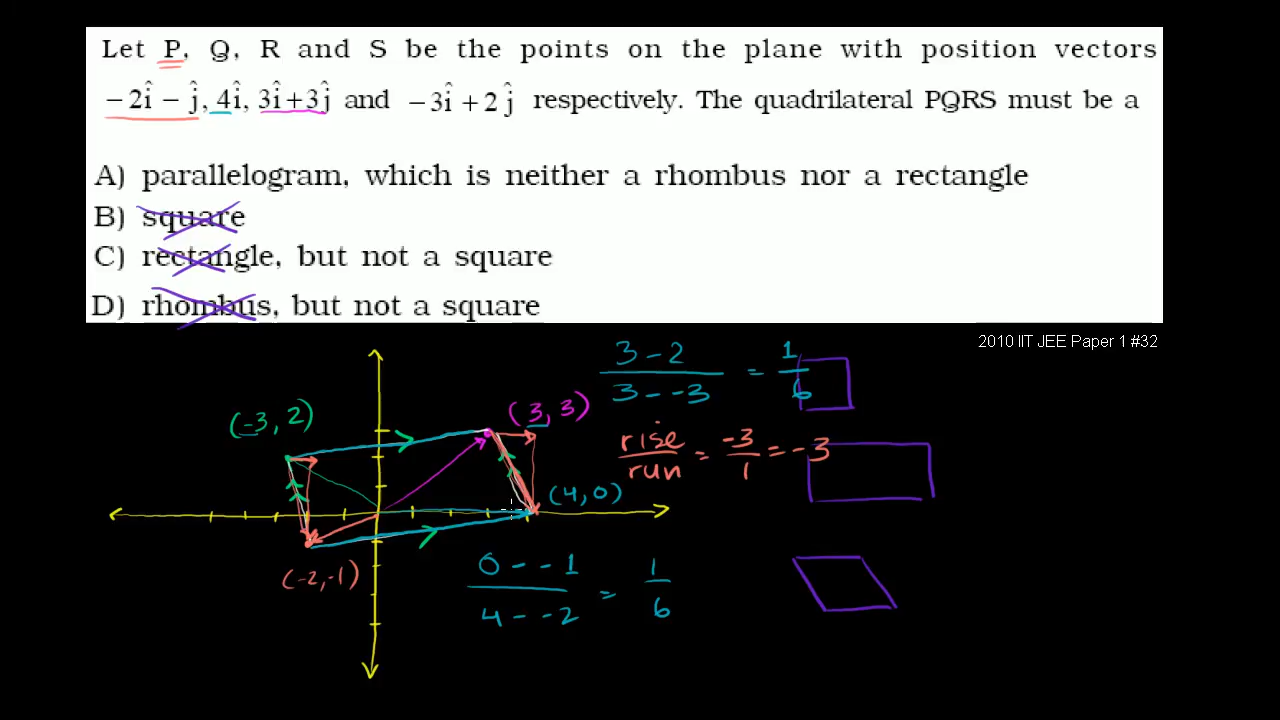 Let P, Q, R and S be the points on the plane with position vectors
−2î − ĵ, 4î, 3î+3ĵ and −3î + 2ĵ respectively. The quadrilateral PQRS must be a
A) parallelogram, which is neither a rhombus nor a rectangle
B) square
C) rectangle, but not a square
D) rhombus, but not a square
2010 IIT JEE Paper 1 #32
3 - 2 / 3 - -3 = 1/6
(-3, 2)
(3, 3)
rise/run = -3/1 = -3
(4, 0)
(-2, -1)
0 - -1 / 4 - -2 = 1/6